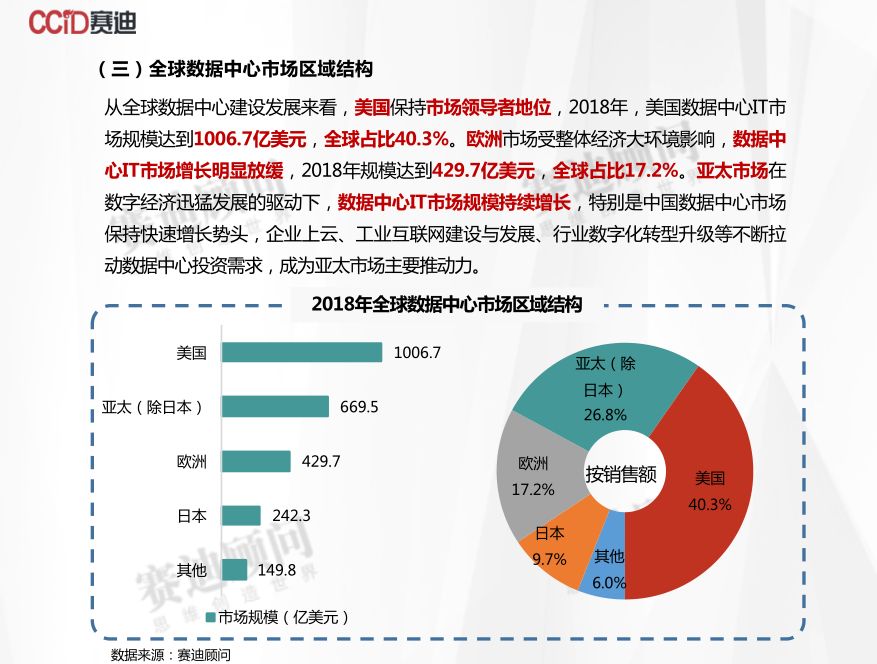 CCID赛迪
（三）全球数据中心市场区域结构
从全球数据中心建设发展来看，美国保持市场领导者地位，2018年，美国数据中心IT市
场规模达到1006.7亿美元，全球占比40.3%。欧洲市场受整体经济大环境影响，数据中
心IT市场增长明显放缓，2018年规模达到429.7亿美元，全球占比17.2%。亚太市场在
数字经济迅猛发展的驱动下，数据中心IT市场规模持续增长，特别是中国数据中心市场
保持快速增长势头，企业上云、工业互联网建设与发展、行业数字化转型升级等不断拉
动数据中心投资需求，成为亚太市场主要推动力。
2018年全球数据中心市场区域结构
美国 1006.7
亚太（除日本） 669.5
欧洲 429.7
日本 242.3
其他 149.8
市场规模（亿美元）
亚太（除
日本）
26.8%
欧洲
17.2%
按销售额
美国
40.3%
日本
9.7%
其他
6.0%
赛迪顾问
思维创造世界
赛迪顾问
思维创造世界
数据来源：赛迪顾问